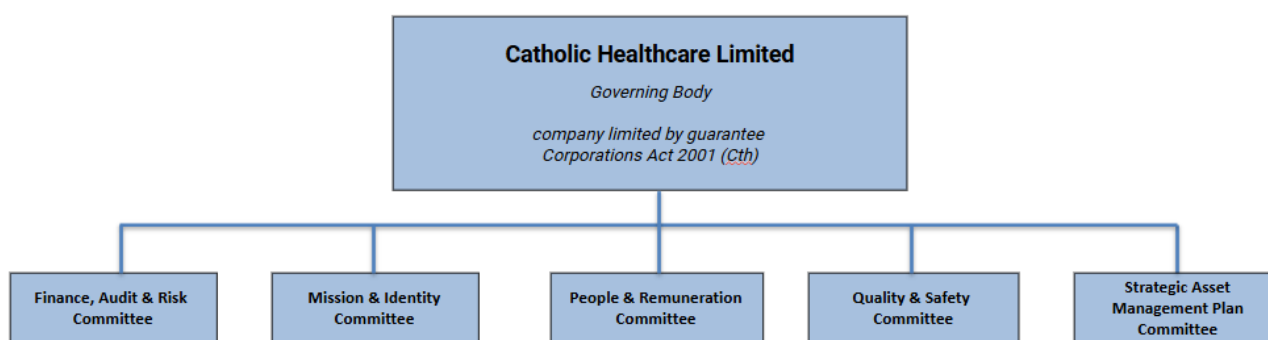 Catholic Healthcare Limited
Governing Body
company limited by guarantee
Corporations Act 2001 (Cth)
Finance, Audit & Risk
Committee
Mission & Identity
Committee
People & Remuneration
Committee
Quality & Safety
Committee
Strategic Asset
Management Plan
Committee